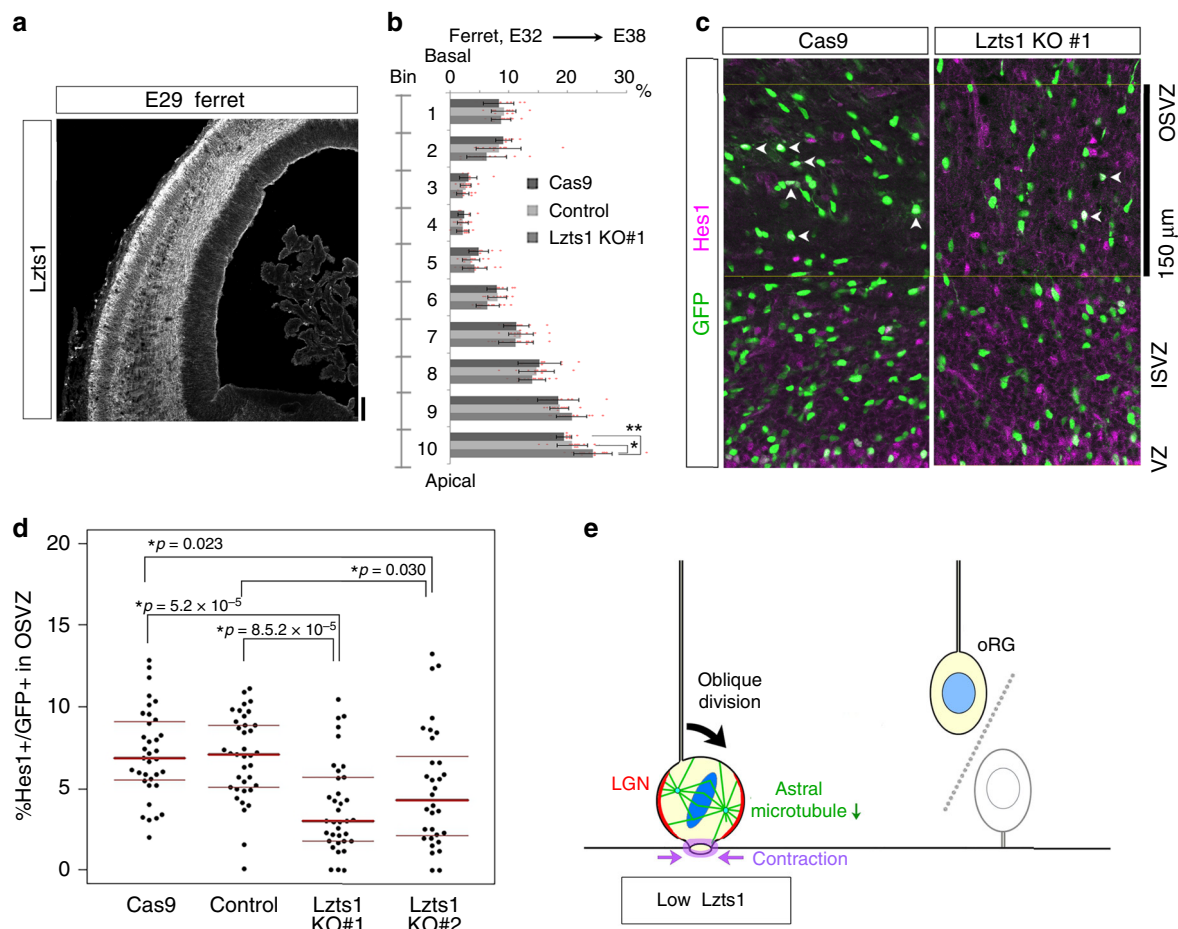 a
E29 ferret
Lzts1
b
Ferret, E32 → E38
Basal
Bin
0 10 20 30
%
1
2
3
4
5
6
7
8
9
10
Apical
Cas9
Control
Lzts1 KO#1
**
*
c
Cas9
Lzts1 KO #1
GFP Hes1
OSVZ
150 µm
ISVZ
VZ
d
%Hes1+/GFP+ in OSVZ
20
15
10
5
0
*p = 0.023
*p = 0.030
*p = 5.2 × 10⁻⁵
*p = 8.5.2 × 10⁻⁵
Cas9
Control
Lzts1
KO#1
Lzts1
KO#2
e
Oblique
division
LGN
Astral
microtubule ↓
Contraction
Low Lzts1
oRG